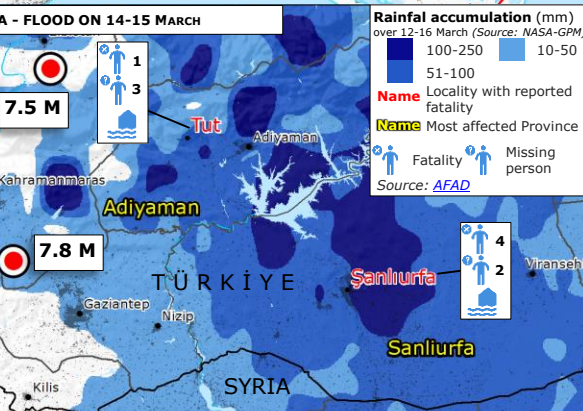 A - FLOOD ON 14-15 MARCH
Rainfal accumulation (mm)
over 12-16 March (Source: NASA-GPM)
100-250
10-50
51-100
Name Locality with reported fatality
Name Most affected Province
Fatality
? Missing person
Source: AFAD
7.5 M
1
? 3
Tut
Adiyaman
Kahramanmaras
Adiyaman
7.8 M
TÜRKİYE
Şanlıurfa
4
? 2
Viranseh
Gaziantep
Nizip
Sanliurfa
SYRIA
Kilis